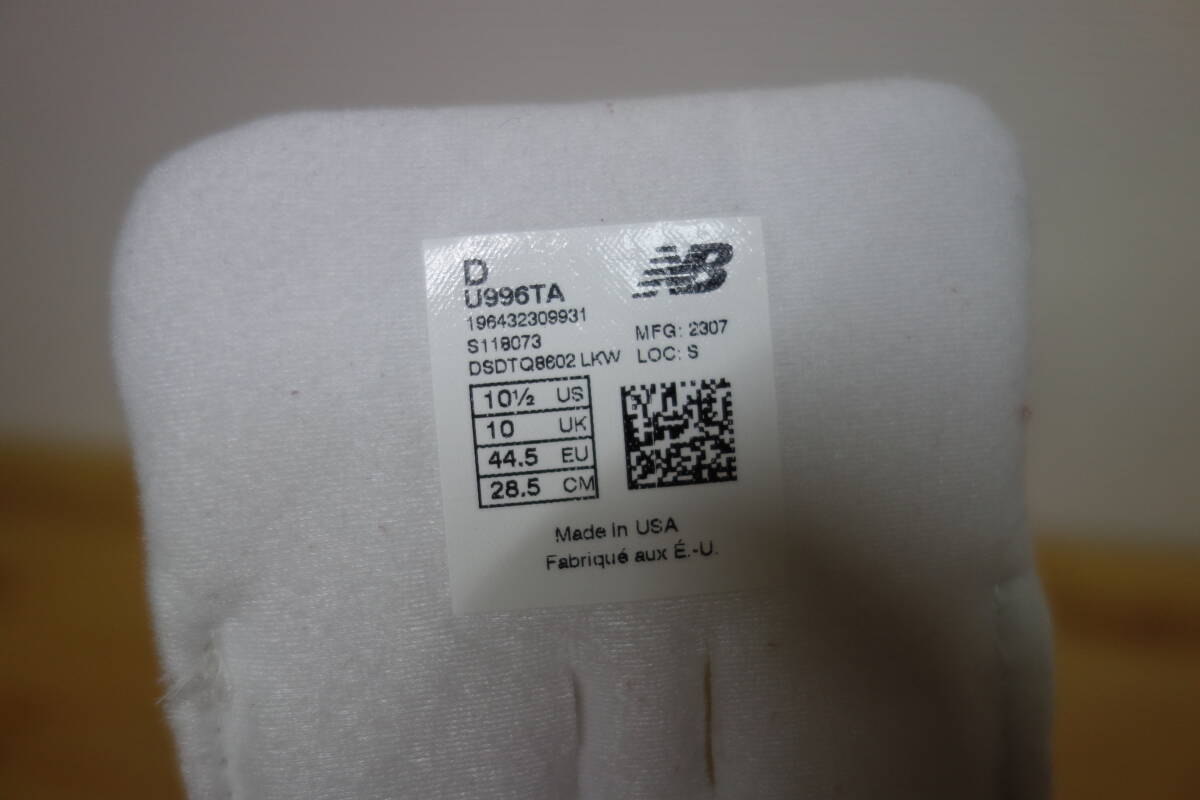 D
NB
U996TA
196432309931
S118073
MFG: 2307
DSDTQ8602 LKW
LOC: S
10½ US
10 UK
44.5 EU
28.5 CM
Made in USA
Fabriqué aux É.-U.